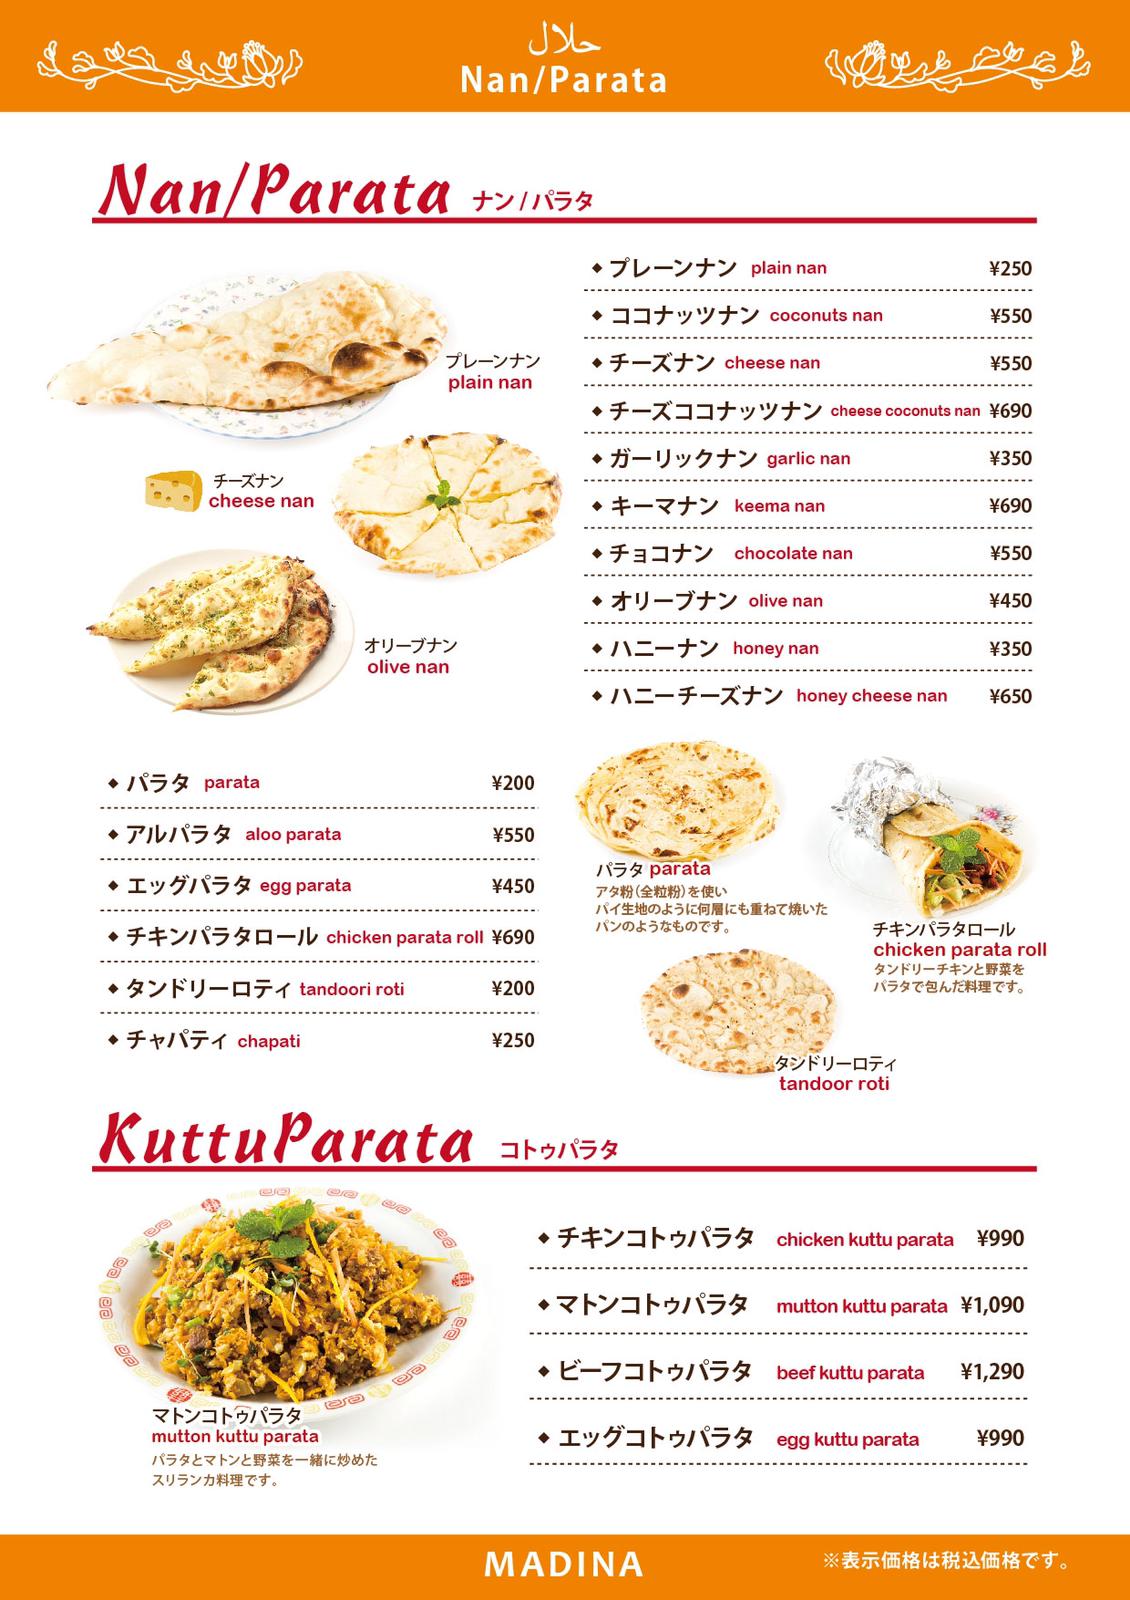 حلال
Nan/Parata
Nan/Parata ナン / パラタ
プレーンナン
plain nan
チーズナン
cheese nan
オリーブナン
olive nan
◆ プレーンナン plain nan ¥250
◆ ココナッツナン coconuts nan ¥550
◆ チーズナン cheese nan ¥550
◆ チーズココナッツナン cheese coconuts nan ¥690
◆ ガーリックナン garlic nan ¥350
◆ キーマナン keema nan ¥690
◆ チョコナン chocolate nan ¥550
◆ オリーブナン olive nan ¥450
◆ ハニーナン honey nan ¥350
◆ ハニーチーズナン honey cheese nan ¥650
◆ パラタ parata ¥200
◆ アルパラタ aloo parata ¥550
◆ エッグパラタ egg parata ¥450
◆ チキンパラタロール chicken parata roll ¥690
◆ タンドリーロティ tandoori roti ¥200
◆ チャパティ chapati ¥250
パラタ parata
アタ粉（全粒粉）を使い
パイ生地のように何層にも重ねて焼いた
パンのようなものです。
チキンパラタロール
chicken parata roll
タンドリーチキンと野菜を
パラタで包んだ料理です。
タンドリーロティ
tandoor roti
KuttuParata コトゥパラタ
マトンコトゥパラタ
mutton kuttu parata
パラタとマトンと野菜を一緒に炒めた
スリランカ料理です。
◆ チキンコトゥパラタ chicken kuttu parata ¥990
◆ マトンコトゥパラタ mutton kuttu parata ¥1,090
◆ ビーフコトゥパラタ beef kuttu parata ¥1,290
◆ エッグコトゥパラタ egg kuttu parata ¥990
MADINA
※表示価格は税込価格です。